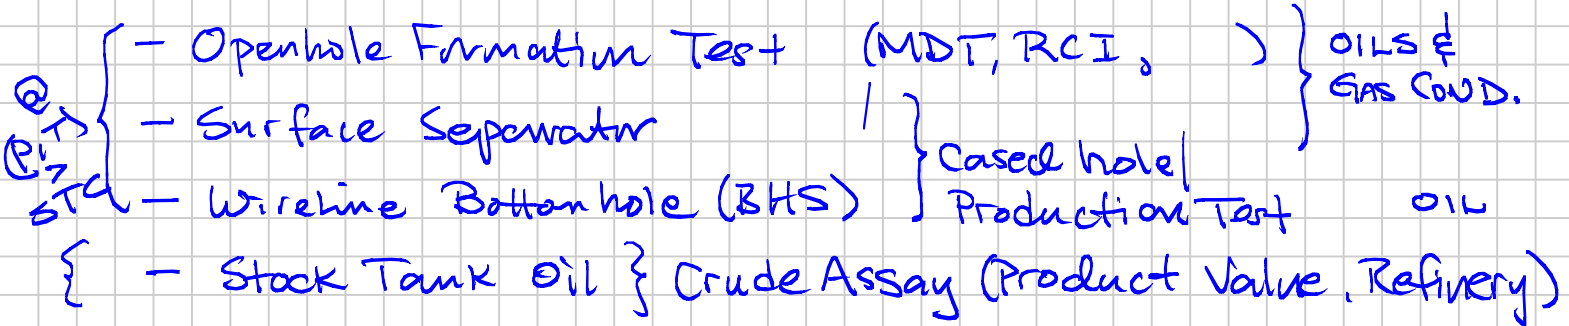 - Openhole Formation Test (MDT, RCI, ) } OILS &
GAS COND.
@
- Surface Separator
} Cased hole
- Wireline Bottomhole (BHS) Production Test OIL
{ - Stock Tank Oil } Crude Assay (Product Value, Refinery)